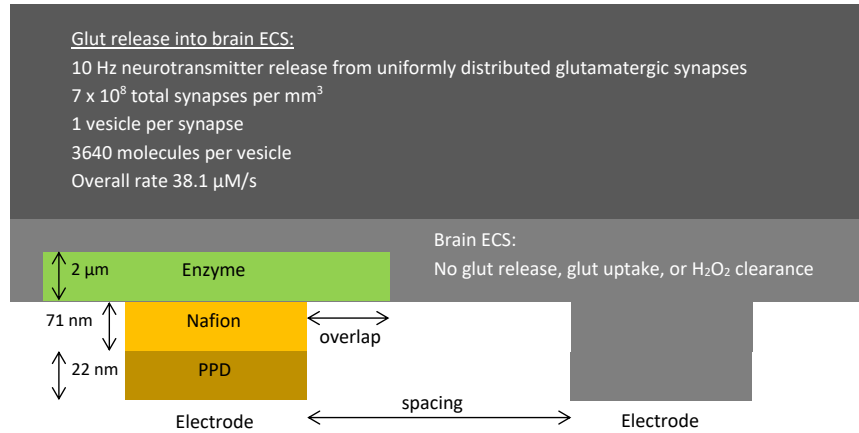 Glut release into brain ECS:
10 Hz neurotransmitter release from uniformly distributed glutamatergic synapses
7 x 10⁸ total synapses per mm³
1 vesicle per synapse
3640 molecules per vesicle
Overall rate 38.1 µM/s
Brain ECS:
No glut release, glut uptake, or H₂O₂ clearance
2 µm
Enzyme
71 nm
Nafion
overlap
22 nm
PPD
spacing
Electrode
Electrode